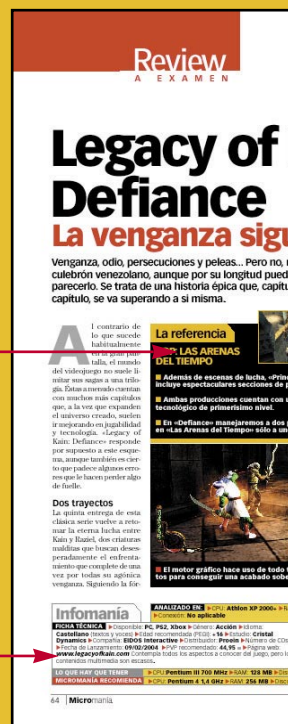 Review
A EXAMEN
Legacy of
Defiance
La venganza sigu
Venganza, odio, persecuciones y peleas... Pero no,
culebrón venezolano, aunque por su longitud pued
parecerlo. Se trata de una historia épica que, capitu
capítulo, se va superando a si misma.
Al contrario de
lo que sucede
habitualmente
en la gran pan-
talla, el mundo
del videojuego no suele li-
mitar sus sagas a una trilo-
gía. Éstas a menudo cuentan
con muchos más capítulos
que, a la vez que expanden
el universo creado, suelen
ir mejorando en jugabilidad
y tecnología. «Legacy of
Kain: Defiance» responde
por supuesto a este esque-
ma, aunque también es cier-
to que padece algunos erro-
res que le hacen perder algo
de fuelle.
Dos trayectos
La quinta entrega de esta
clásica serie vuelve a reto-
mar la eterna lucha entre
Kain y Raziel, dos criaturas
malditas que buscan deses-
peradamente el enfrenta-
miento que complete de una
vez por todas su agónica
venganza. Siguiendo la fór-
La referencia
LAS ARENAS
DEL TIEMPO
Además de escenas de lucha, «Princ
incluye espectaculares secciones de p
Ambas producciones cuentan con u
tecnológico de primerísimo nivel.
En «Defiance» manejaremos a dos p
en «Las Arenas del Tiempo» sólo a un
El motor gráfico hace uso de todo t
tos para conseguir una acabado sobe
Infomanía
ANALIZADO EN: CPU: Athlon XP 2000+
Conexión: No aplicable
FICHA TÉCNICA Disponible: PC, PS2, Xbox Género: Acción Idioma:
Castellano (textos y voces) Edad recomendada (PEGI): +16 Estudio: Cristal
Dynamics Compañía: EIDOS Interactive Distribuidor: Proein Número de CDs
Fecha de Lanzamiento: 09/02/2004 PVP recomendado: 44,95 Página web:
www.legacyofkain.com Contempla todos los aspectos a conocer del juego, pero lo
contenidos multimedia son escasos.
LO QUE HAY QUE TENER CPU: Pentium III 700 MHz RAM: 128 MB Dis
MICROMANÍA RECOMIENDA CPU: Pentium 4 1,4 GHz RAM: 256 MB Disco
64 Micromanía